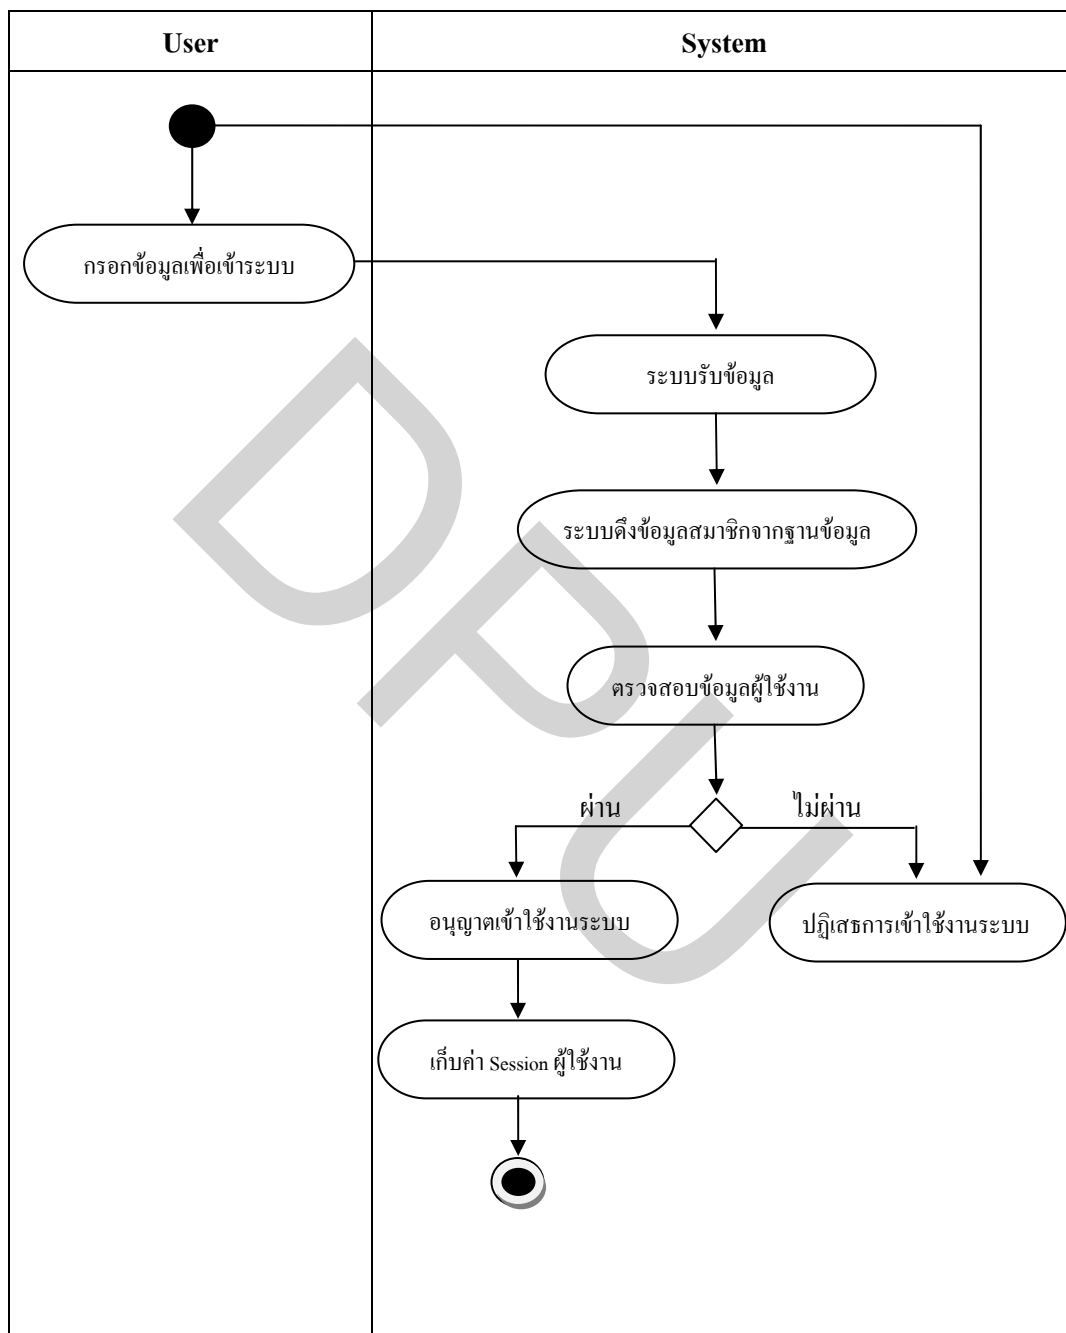 User
System
กรอกข้อมูลเพื่อเข้าระบบ
ระบบรับข้อมูล
ระบบดึงข้อมูลสมาชิกจากฐานข้อมูล
ตรวจสอบข้อมูลผู้ใช้งาน
ผ่าน
ไม่ผ่าน
อนุญาตเข้าใช้งานระบบ
ปฏิเสธการเข้าใช้งานระบบ
เก็บค่า Session ผู้ใช้งาน
DPU